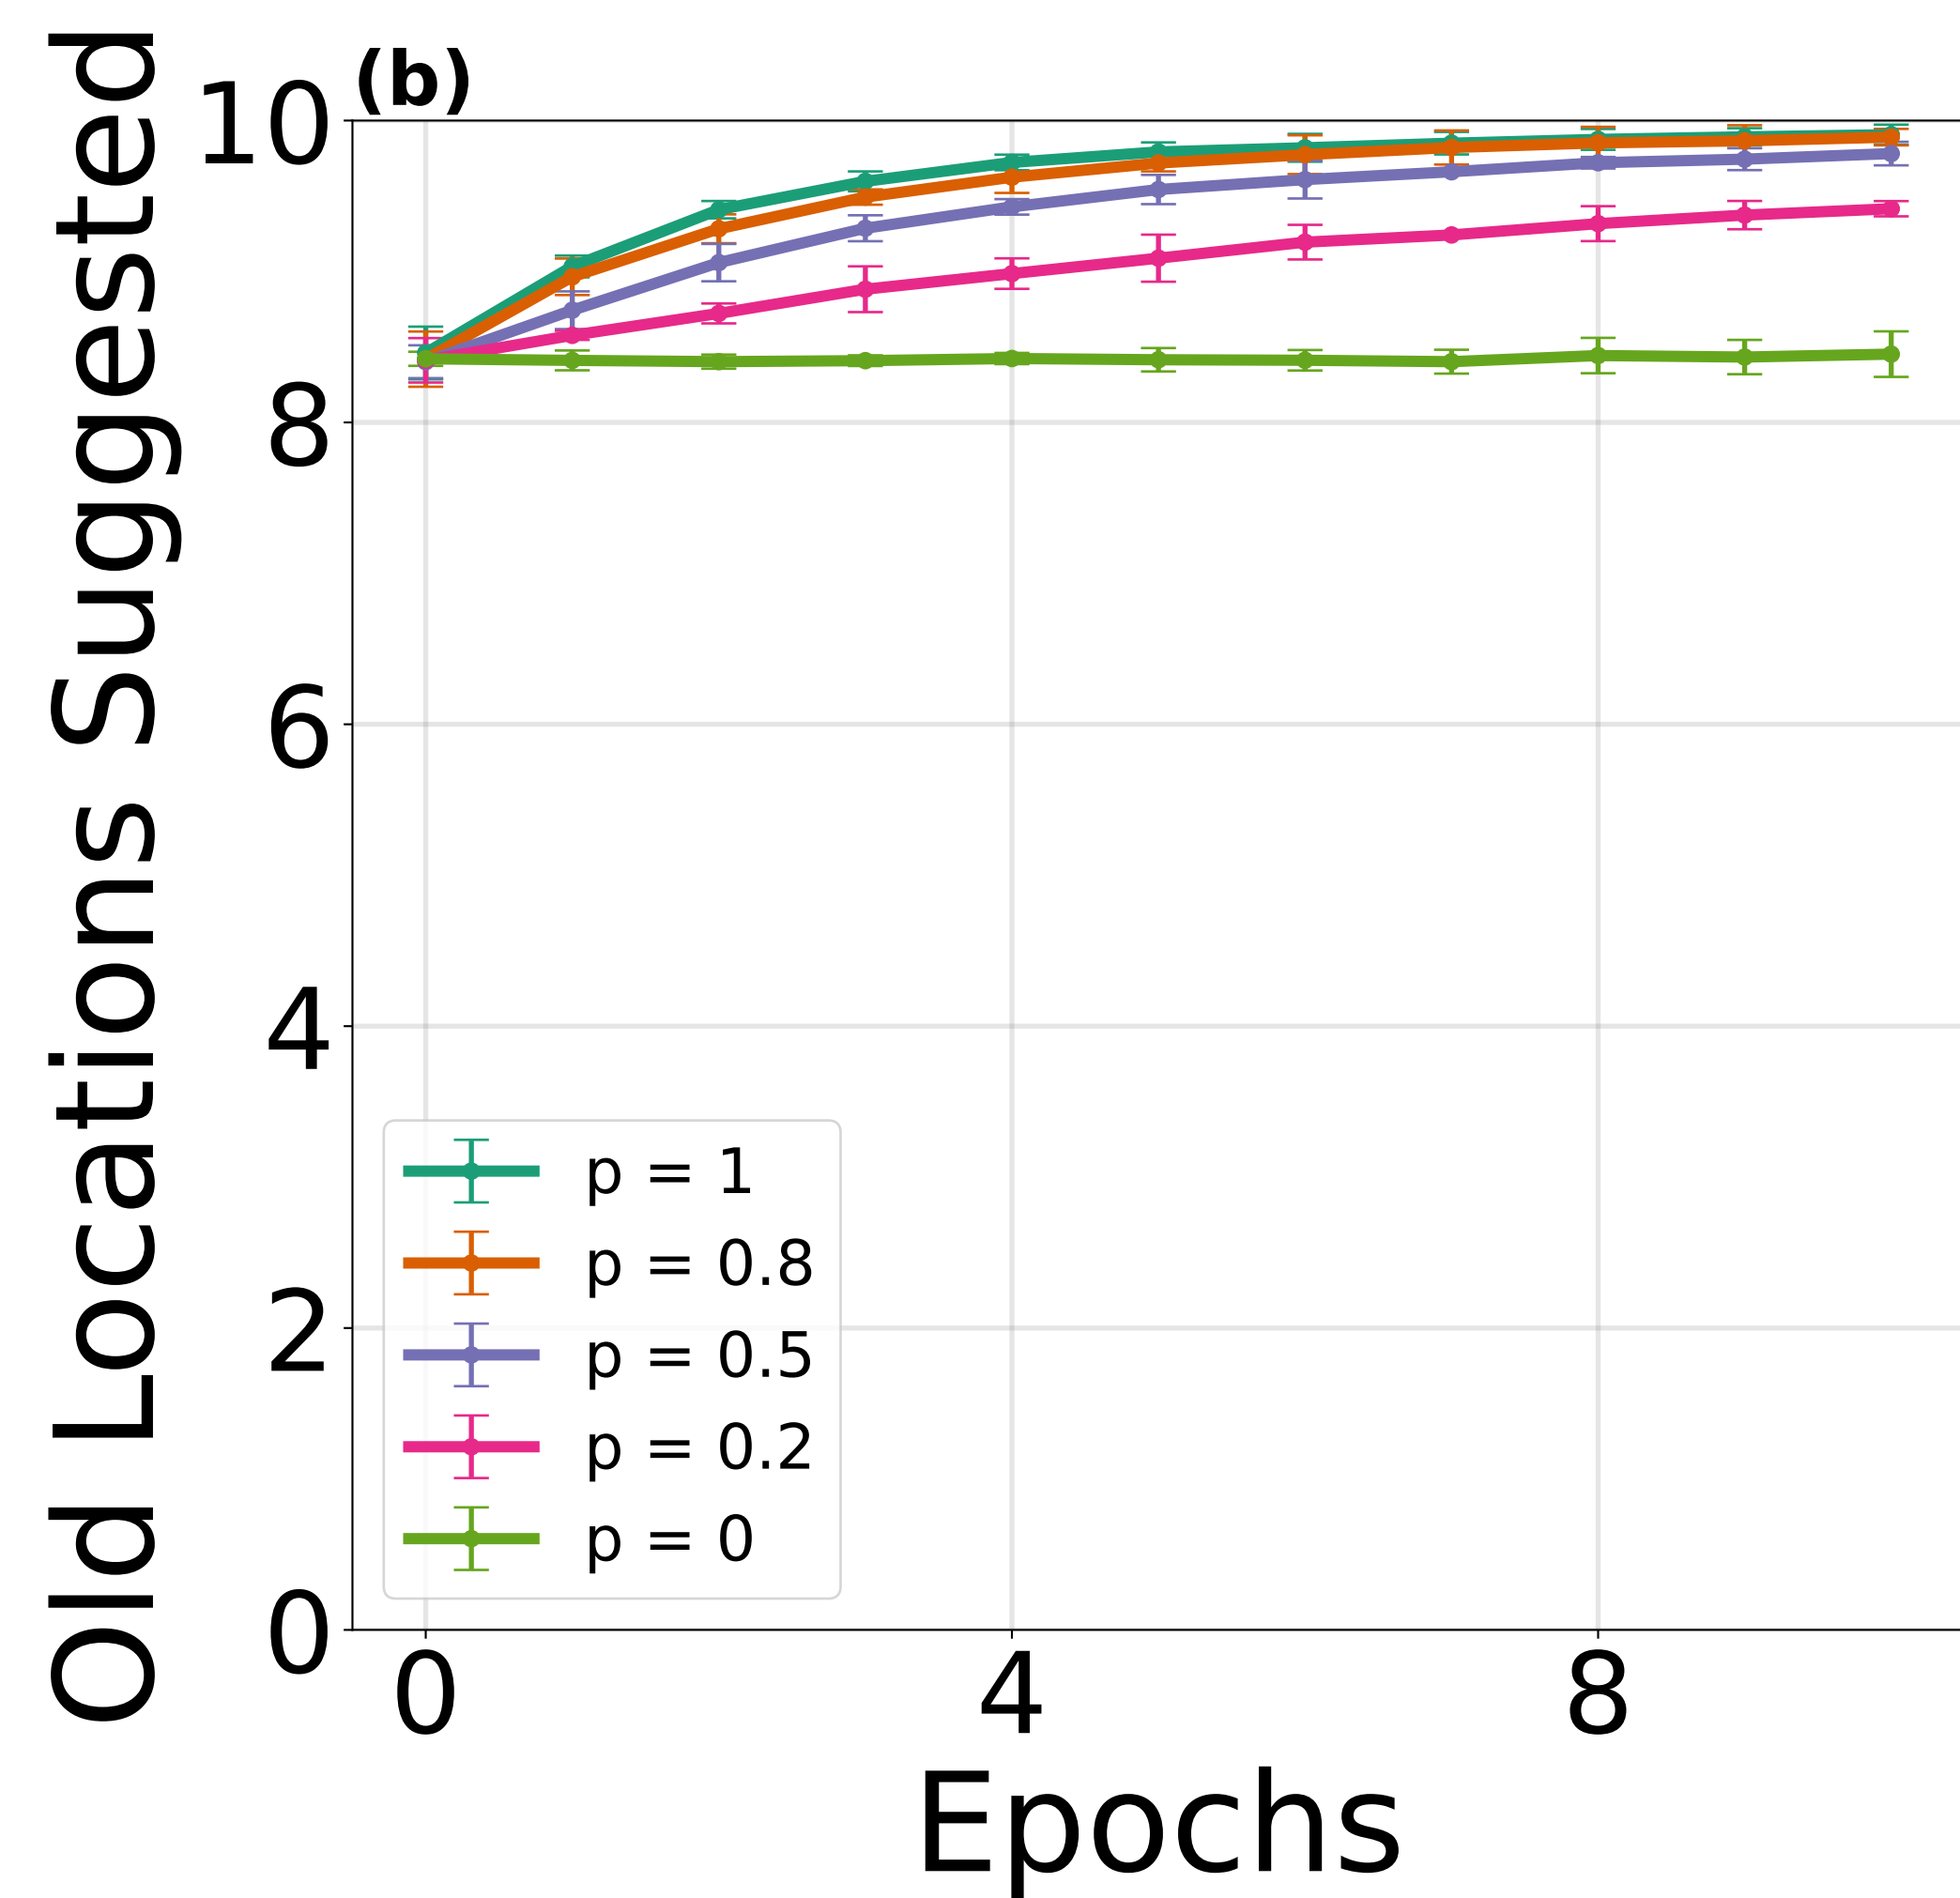 (b)
Old Locations Suggested
10
8
6
4
2
0
p = 1
p = 0.8
p = 0.5
p = 0.2
p = 0
0 4 8
Epochs